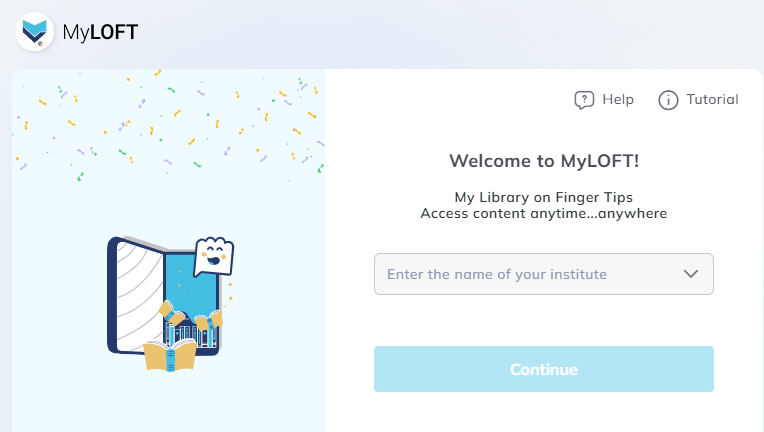 MyLOFT
Help
Tutorial
Welcome to MyLOFT!
My Library on Finger Tips
Access content anytime...anywhere
Enter the name of your institute
Continue